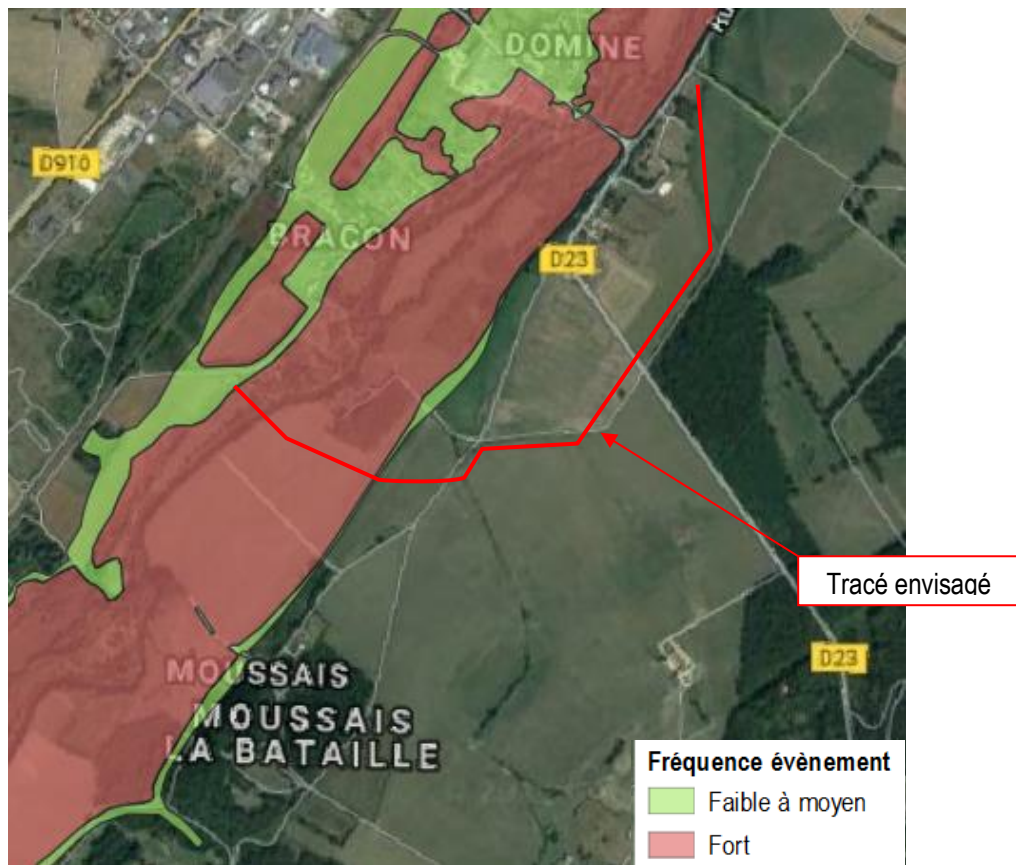 DOMINE
D910
BRACON
D23
Tracé envisagé
D23
MOUSSAIS
MOUSSAIS
LA BATAILLE
Fréquence évènement
Faible à moyen
Fort